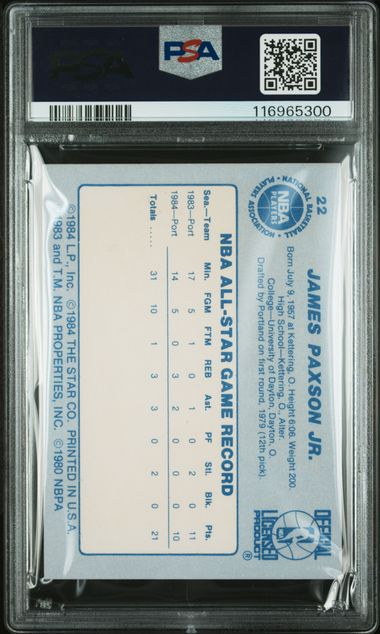 PSA
PSA
116965300
22
JAMES PAXSON JR.
Born July 9, 1957 at Kettering, O. Height 6:06. Weight 200.
High School—Kettering, O., Alter
College—University of Dayton, Dayton, O.
Drafted by Portland on first round, 1979 (12th pick).
NATIONAL BASKETBALL
PLAYERS
ASSOCIATION
NBA
PLAYERS
OFFICIAL
LICENSED
PRODUCT
®
NBA ALL-STAR GAME RECORD
Sea.—Team Min. FGM FTM REB Ast. PF Stl. Blk. Pts.
1983—Port 17 5 1 0 1 0 2 0 11
1984—Port 14 5 0 3 2 0 0 0 10
Totals ..... 31 10 1 3 3 0 2 0 21
©1984 L.P., Inc. ©1984 THE STAR CO. PRINTED IN U.S.A.
©1983 and T.M. NBA PROPERTIES, INC. ©1980 NBPA